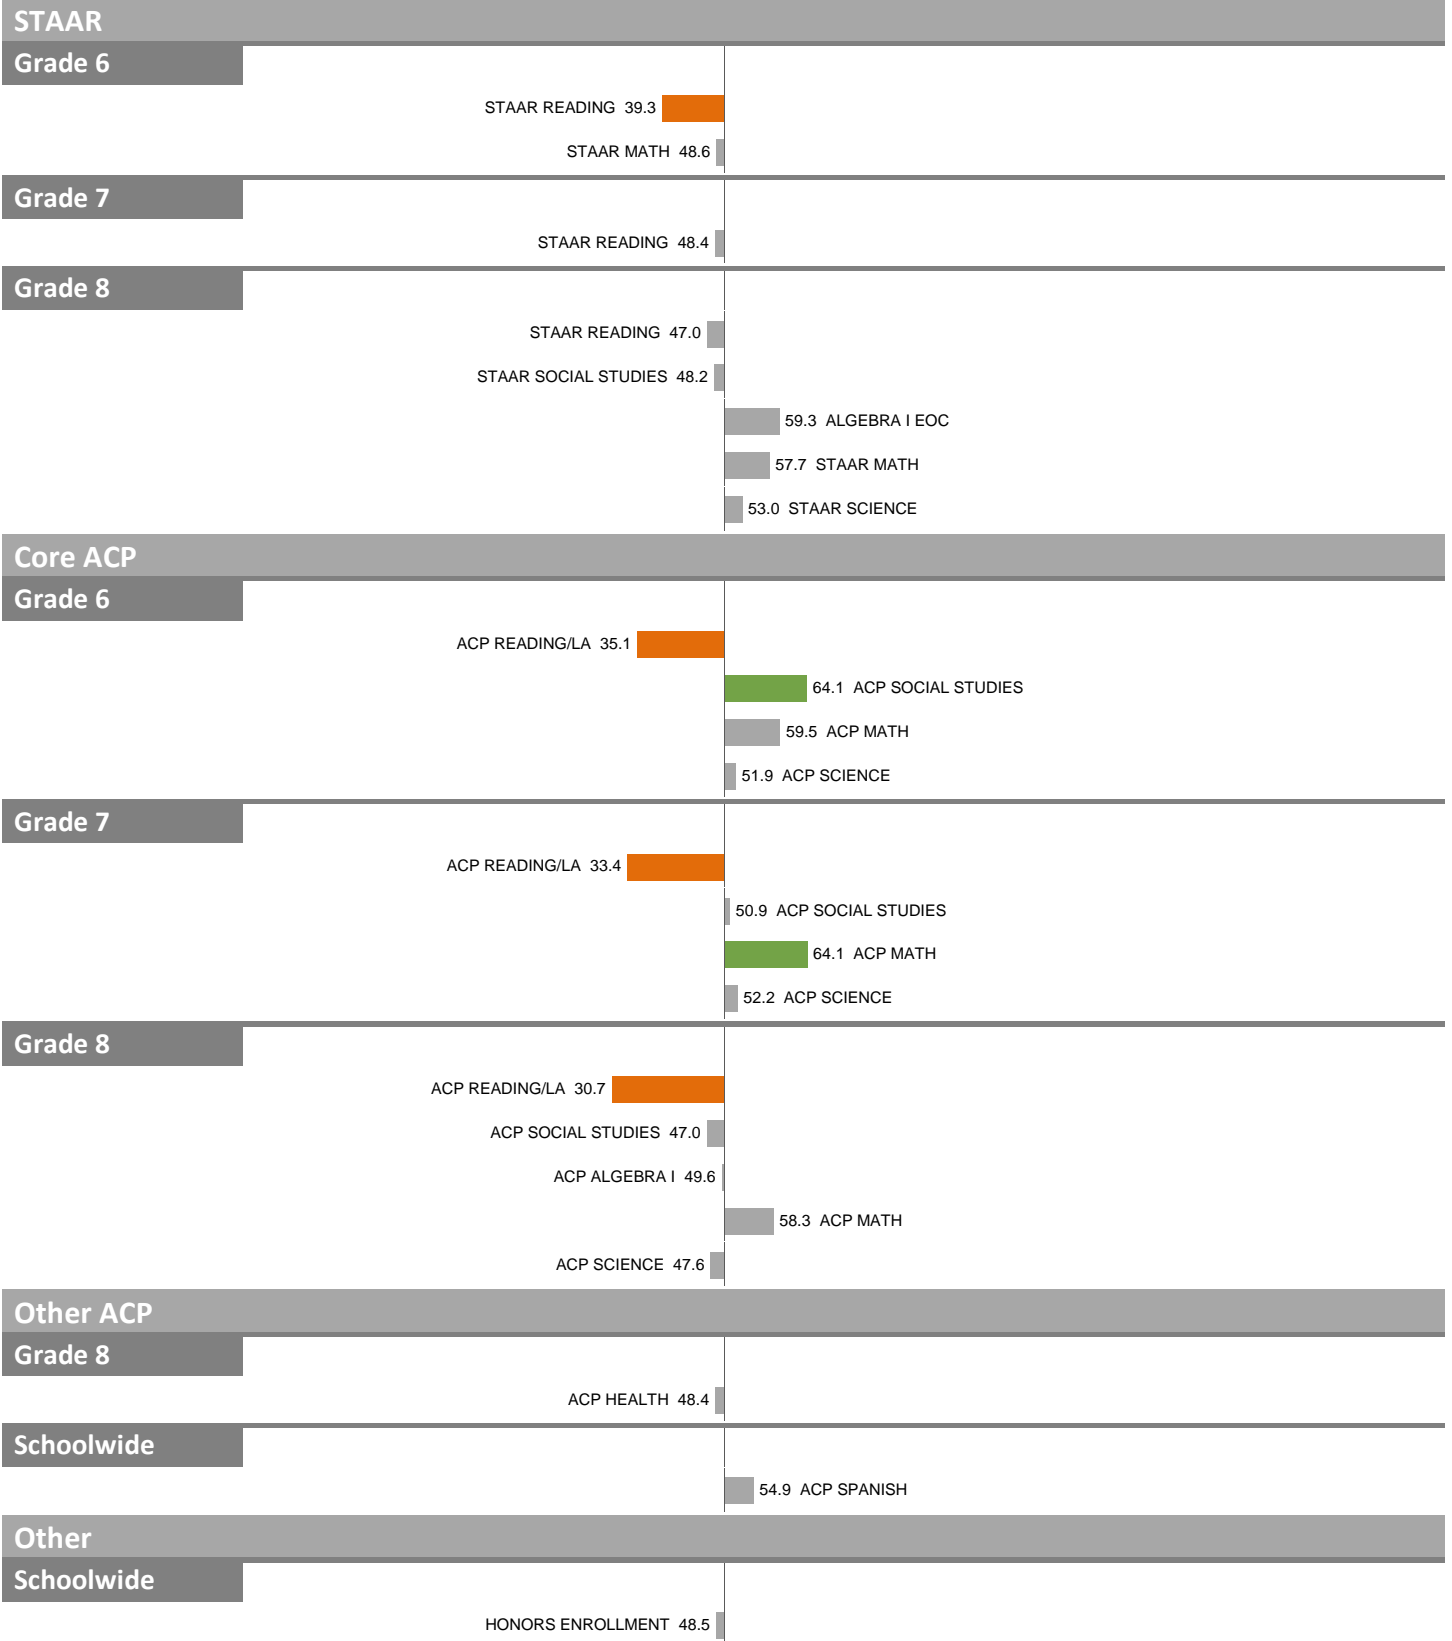 STAAR
Grade 6
STAAR READING 39.3
STAAR MATH 48.6
Grade 7
STAAR READING 48.4
Grade 8
STAAR READING 47.0
STAAR SOCIAL STUDIES 48.2
59.3 ALGEBRA I EOC
57.7 STAAR MATH
53.0 STAAR SCIENCE
Core ACP
Grade 6
ACP READING/LA 35.1
64.1 ACP SOCIAL STUDIES
59.5 ACP MATH
51.9 ACP SCIENCE
Grade 7
ACP READING/LA 33.4
50.9 ACP SOCIAL STUDIES
64.1 ACP MATH
52.2 ACP SCIENCE
Grade 8
ACP READING/LA 30.7
ACP SOCIAL STUDIES 47.0
ACP ALGEBRA I 49.6
58.3 ACP MATH
ACP SCIENCE 47.6
Other ACP
Grade 8
ACP HEALTH 48.4
Schoolwide
54.9 ACP SPANISH
Other
Schoolwide
HONORS ENROLLMENT 48.5